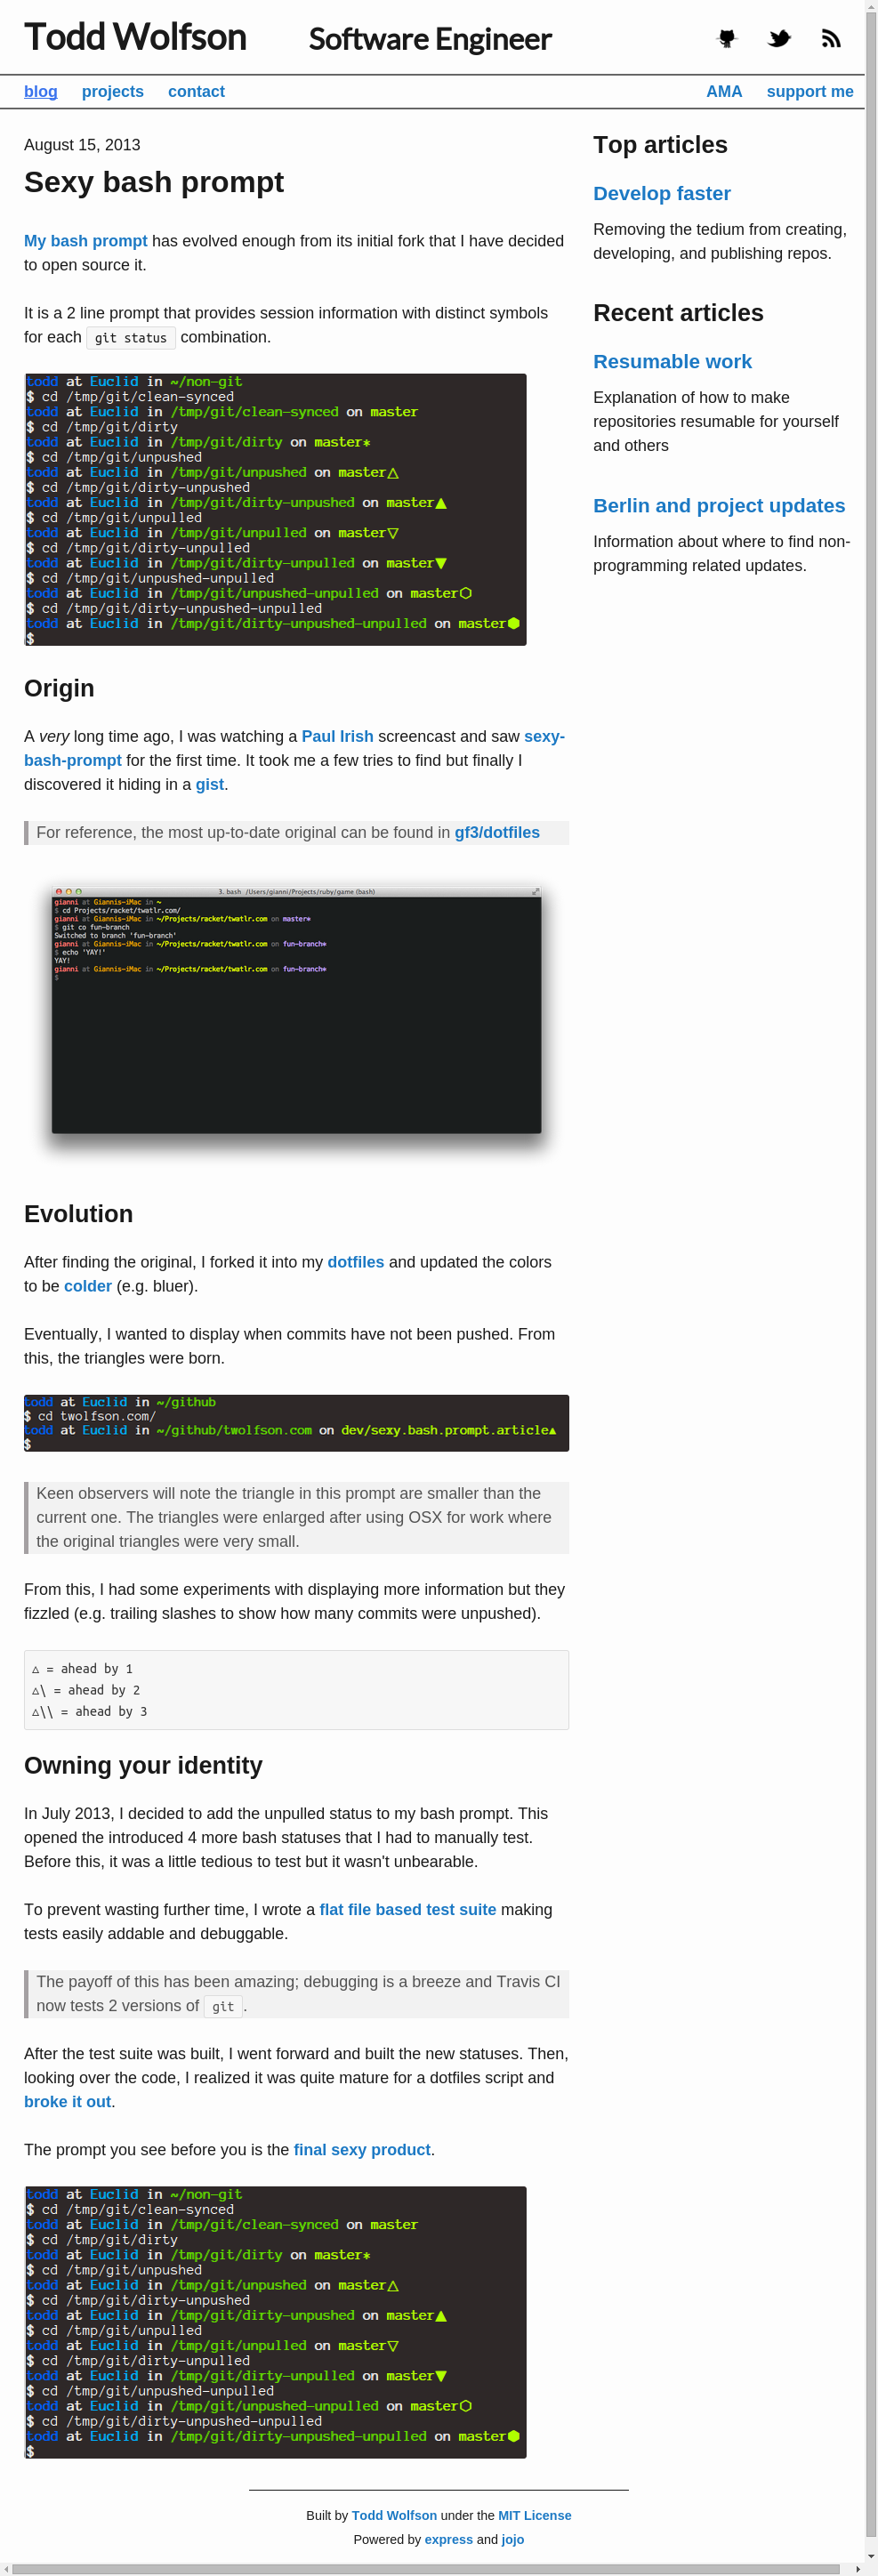 Todd Wolfson
Software Engineer
blog projects contact AMA support me
August 15, 2013
Sexy bash prompt
My bash prompt has evolved enough from its initial fork that I have decided
to open source it.
It is a 2 line prompt that provides session information with distinct symbols
for each git status combination.
todd at Euclid in ~/non-git
$ cd /tmp/git/clean-synced
todd at Euclid in /tmp/git/clean-synced on master
$ cd /tmp/git/dirty
todd at Euclid in /tmp/git/dirty on master*
$ cd /tmp/git/unpushed
todd at Euclid in /tmp/git/unpushed on master△
$ cd /tmp/git/dirty-unpushed
todd at Euclid in /tmp/git/dirty-unpushed on master▲
$ cd /tmp/git/unpulled
todd at Euclid in /tmp/git/unpulled on master▽
$ cd /tmp/git/dirty-unpulled
todd at Euclid in /tmp/git/dirty-unpulled on master▼
$ cd /tmp/git/unpushed-unpulled
todd at Euclid in /tmp/git/unpushed-unpulled on master⬡
$ cd /tmp/git/dirty-unpushed-unpulled
todd at Euclid in /tmp/git/dirty-unpushed-unpulled on master⬢
$
Origin
A very long time ago, I was watching a Paul Irish screencast and saw sexy-
bash-prompt for the first time. It took me a few tries to find but finally I
discovered it hiding in a gist.
For reference, the most up-to-date original can be found in gf3/dotfiles
3. bash /Users/gianni/Projects/ruby/game (bash)
gianni at Giannis-iMac in ~
$ cd Projects/racket/twatlr.com/
gianni at Giannis-iMac in ~/Projects/racket/twatlr.com on master*
$ git co fun-branch
Switched to branch 'fun-branch'
gianni at Giannis-iMac in ~/Projects/racket/twatlr.com on fun-branch*
$ echo 'YAY!'
YAY!
gianni at Giannis-iMac in ~/Projects/racket/twatlr.com on fun-branch*
$
Evolution
After finding the original, I forked it into my dotfiles and updated the colors
to be colder (e.g. bluer).
Eventually, I wanted to display when commits have not been pushed. From
this, the triangles were born.
todd at Euclid in ~/github
$ cd twolfson.com/
todd at Euclid in ~/github/twolfson.com on dev/sexy.bash.prompt.article▲
$
Keen observers will note the triangle in this prompt are smaller than the
current one. The triangles were enlarged after using OSX for work where
the original triangles were very small.
From this, I had some experiments with displaying more information but they
fizzled (e.g. trailing slashes to show how many commits were unpushed).
△ = ahead by 1
△\ = ahead by 2
△\\ = ahead by 3
Owning your identity
In July 2013, I decided to add the unpulled status to my bash prompt. This
opened the introduced 4 more bash statuses that I had to manually test.
Before this, it was a little tedious to test but it wasn't unbearable.
To prevent wasting further time, I wrote a flat file based test suite making
tests easily addable and debuggable.
The payoff of this has been amazing; debugging is a breeze and Travis CI
now tests 2 versions of git.
After the test suite was built, I went forward and built the new statuses. Then,
looking over the code, I realized it was quite mature for a dotfiles script and
broke it out.
The prompt you see before you is the final sexy product.
todd at Euclid in ~/non-git
$ cd /tmp/git/clean-synced
todd at Euclid in /tmp/git/clean-synced on master
$ cd /tmp/git/dirty
todd at Euclid in /tmp/git/dirty on master*
$ cd /tmp/git/unpushed
todd at Euclid in /tmp/git/unpushed on master△
$ cd /tmp/git/dirty-unpushed
todd at Euclid in /tmp/git/dirty-unpushed on master▲
$ cd /tmp/git/unpulled
todd at Euclid in /tmp/git/unpulled on master▽
$ cd /tmp/git/dirty-unpulled
todd at Euclid in /tmp/git/dirty-unpulled on master▼
$ cd /tmp/git/unpushed-unpulled
todd at Euclid in /tmp/git/unpushed-unpulled on master⬡
$ cd /tmp/git/dirty-unpushed-unpulled
todd at Euclid in /tmp/git/dirty-unpushed-unpulled on master⬢
$
Top articles
Develop faster
Removing the tedium from creating,
developing, and publishing repos.
Recent articles
Resumable work
Explanation of how to make
repositories resumable for yourself
and others
Berlin and project updates
Information about where to find non-
programming related updates.
Built by Todd Wolfson under the MIT License
Powered by express and jojo